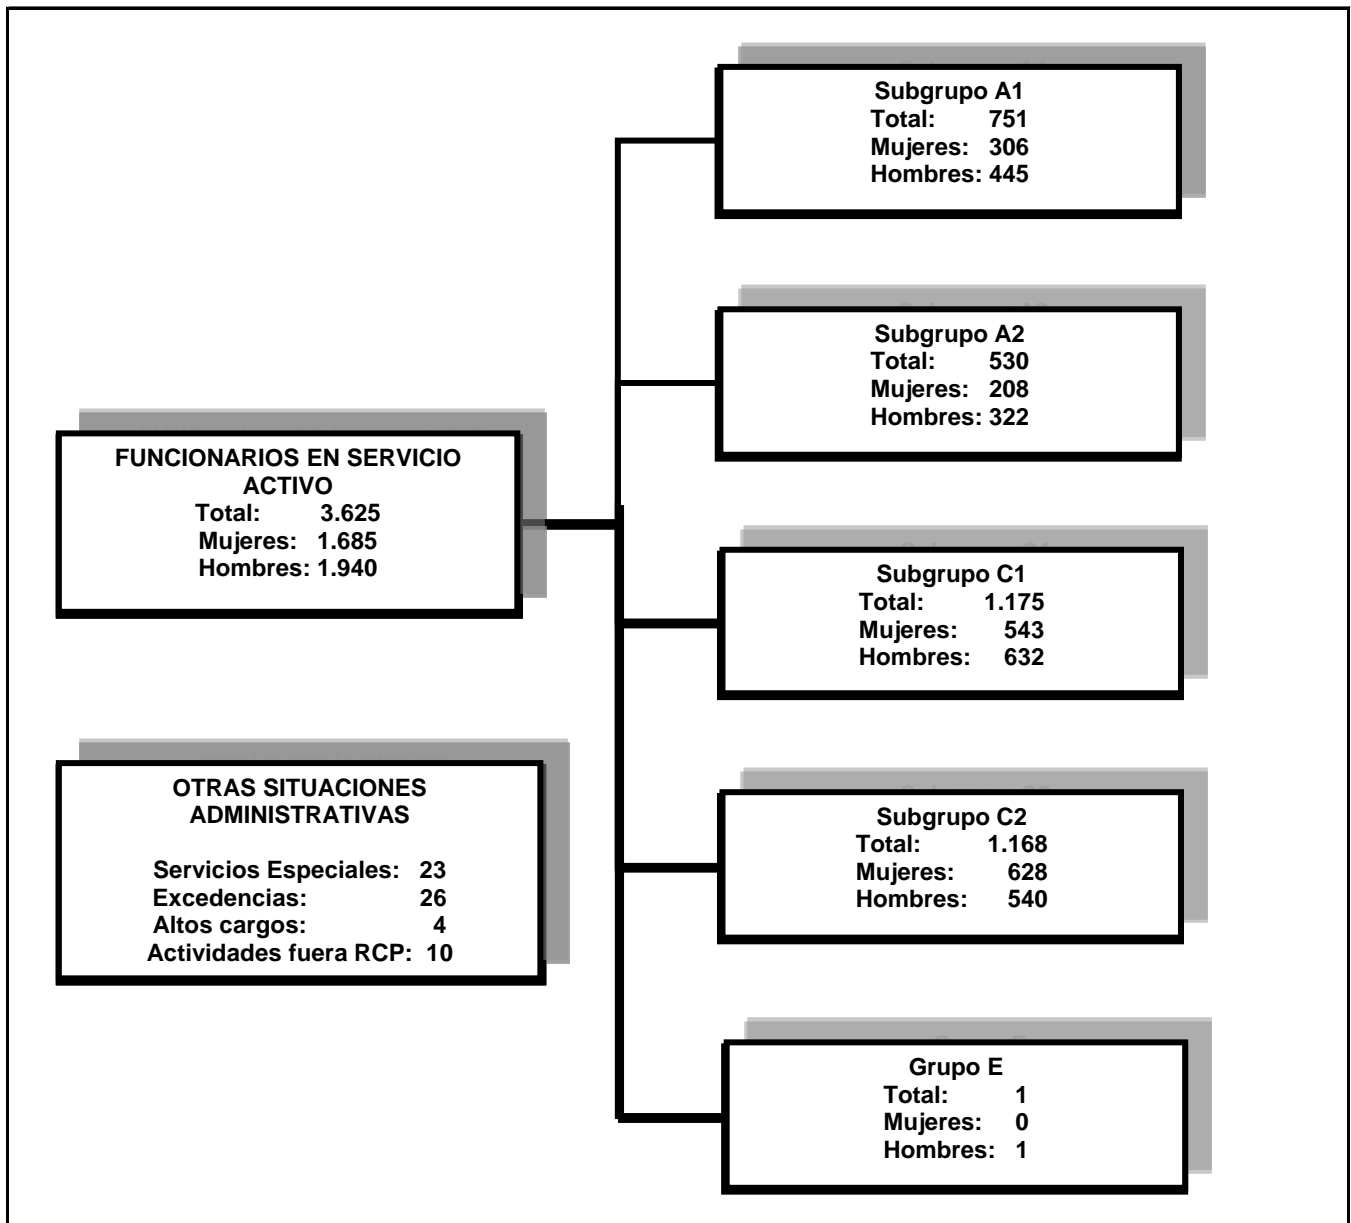 Subgrupo A1
Total: 751
Mujeres: 306
Hombres: 445
Subgrupo A2
Total: 530
Mujeres: 208
Hombres: 322
FUNCIONARIOS EN SERVICIO
ACTIVO
Total: 3.625
Mujeres: 1.685
Hombres: 1.940
Subgrupo C1
Total: 1.175
Mujeres: 543
Hombres: 632
OTRAS SITUACIONES
ADMINISTRATIVAS
Servicios Especiales: 23
Excedencias: 26
Altos cargos: 4
Actividades fuera RCP: 10
Subgrupo C2
Total: 1.168
Mujeres: 628
Hombres: 540
Grupo E
Total: 1
Mujeres: 0
Hombres: 1